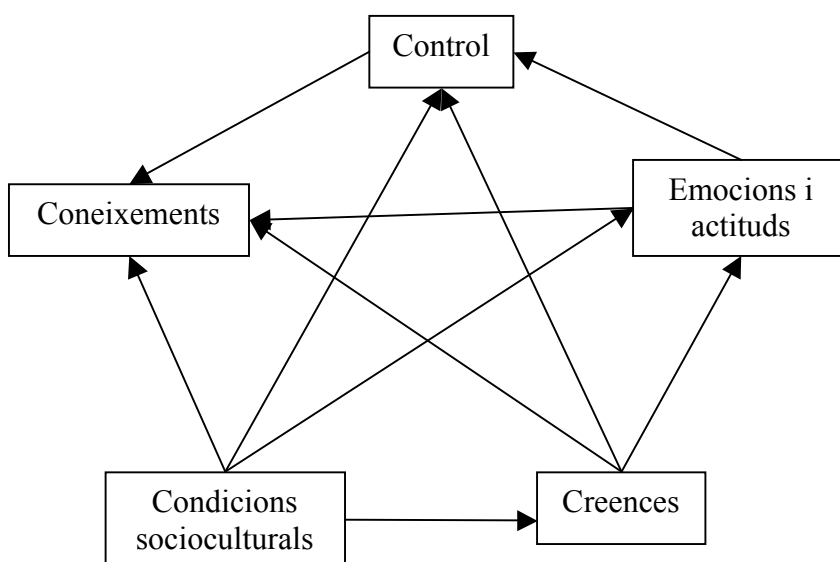 Control
Emocions i
actituds
Coneixements
Condicions
socioculturals
Creences